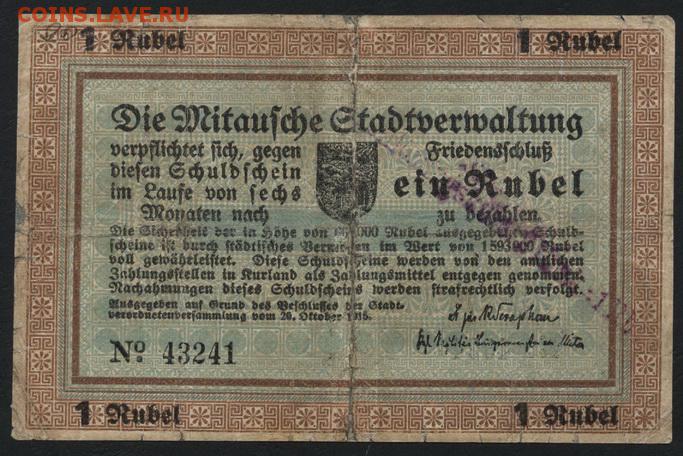 COINS.LAVE.RU
1 Rubel
1 Rubel
Die Mitausche Stadtverwaltung
verpflichtet sich, gegen
diesen Schuldschein
im Laufe von sechs
Monaten nach
Friedensschluß
ein Rubel
zu bezahlen.
Die Sicherheit der in Höhe von 000 Rubel ausgegebenen Schuld-
scheine ist durch städtisches Vermögen im Wert von 1593000 Rubel
voll gewährleistet. Diese Schuldscheine werden von den amtlichen
Zahlungsstellen in Kurland als Zahlungsmittel entgegen genommen.
Nachahmungen dieses Schuldscheins werden strafrechtlich verfolgt.
Ausgegeben auf Grund des Beschlusses der Stadt-
verordnetenversammlung vom 20. Oktober 1915.
No 43241
1 Rubel
1 Rubel